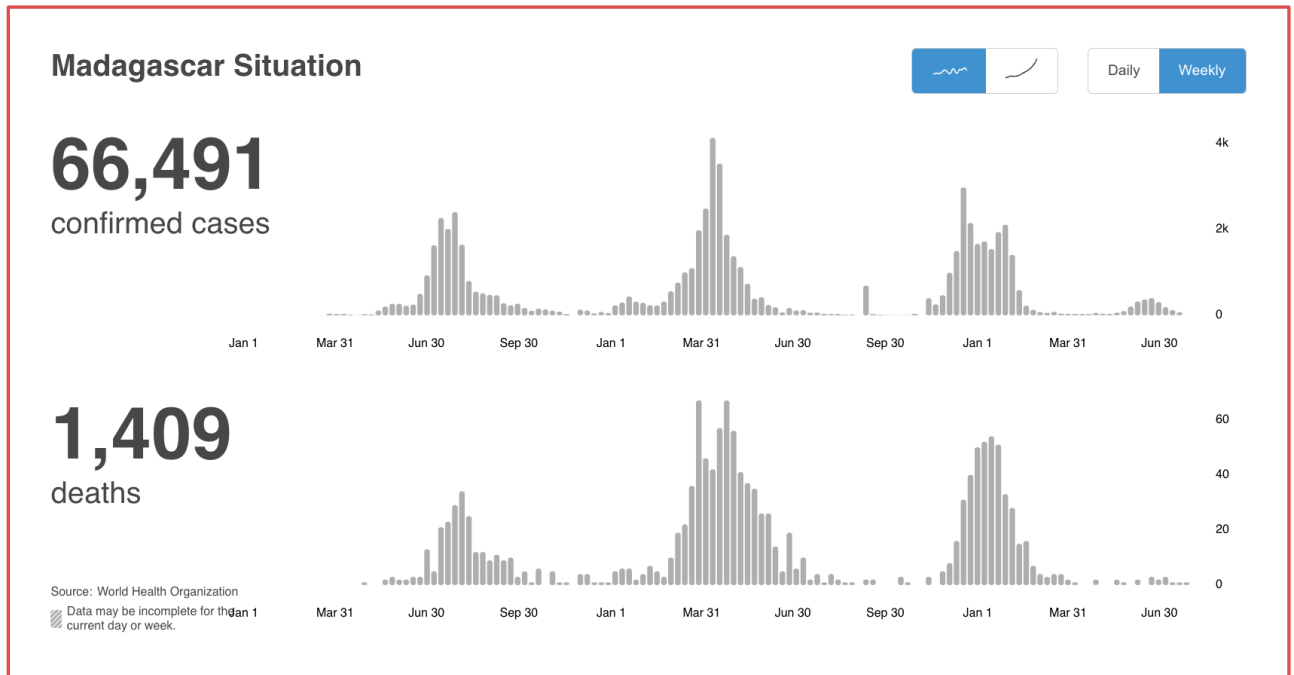 Madagascar Situation
Daily
Weekly
66,491
confirmed cases
4k
2k
0
Jan 1 Mar 31 Jun 30 Sep 30 Jan 1 Mar 31 Jun 30 Sep 30 Jan 1 Mar 31 Jun 30
1,409
deaths
60
40
20
0
Source: World Health Organization
Data may be incomplete for the
current day or week.
Jan 1 Mar 31 Jun 30 Sep 30 Jan 1 Mar 31 Jun 30 Sep 30 Jan 1 Mar 31 Jun 30